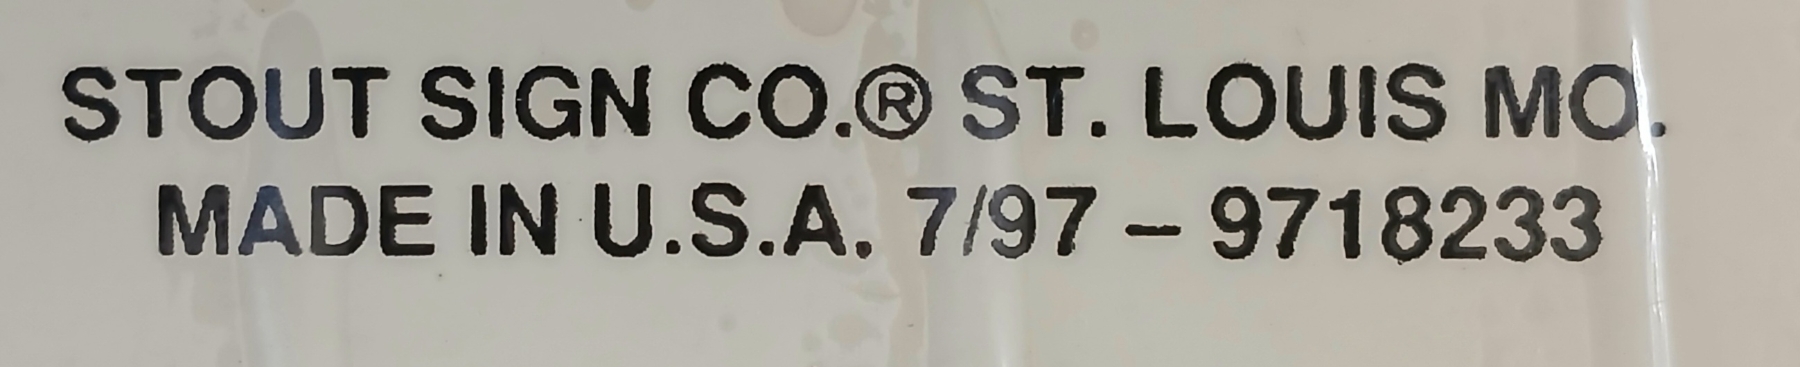 STOUT SIGN CO.® ST. LOUIS MO.
MADE IN U.S.A. 7/97 – 9718233